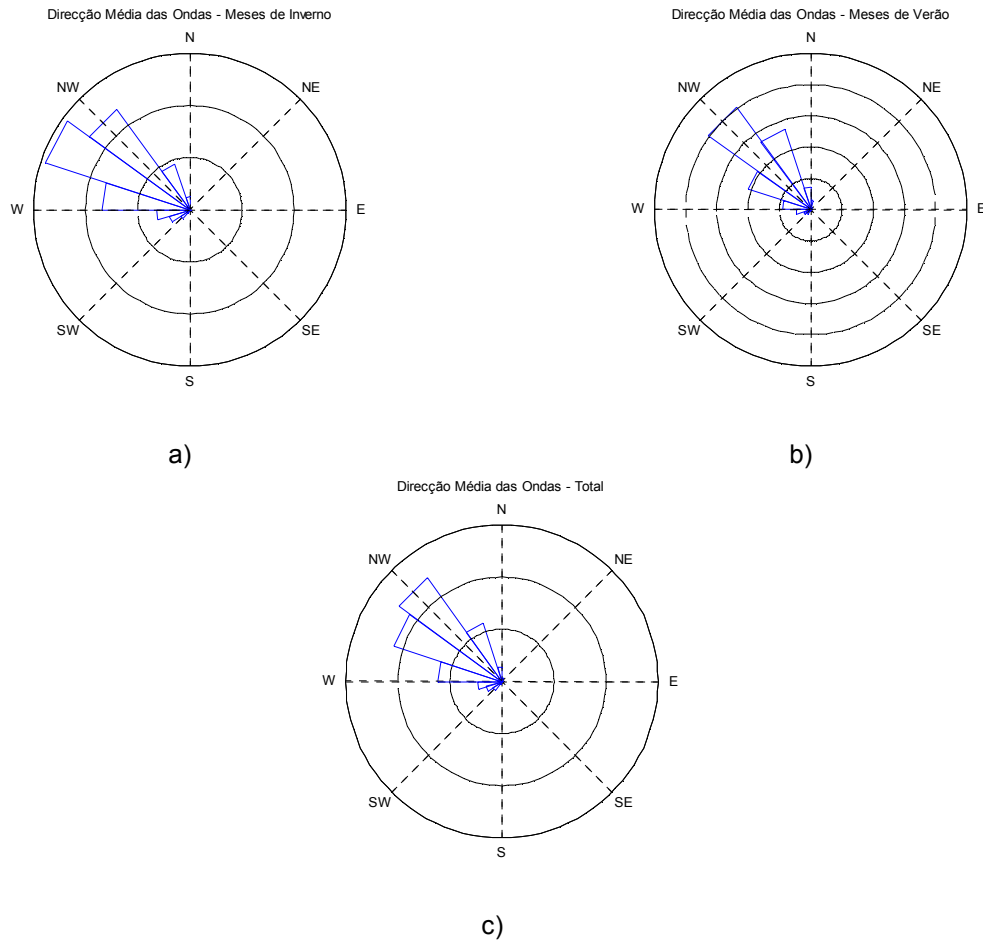 Direcção Média das Ondas - Meses de Inverno
N
NW
NE
W
E
SW
SE
S
a)
Direcção Média das Ondas - Meses de Verão
N
NW
NE
W
E
SW
SE
S
b)
Direcção Média das Ondas - Total
N
NW
NE
W
E
SW
SE
S
c)